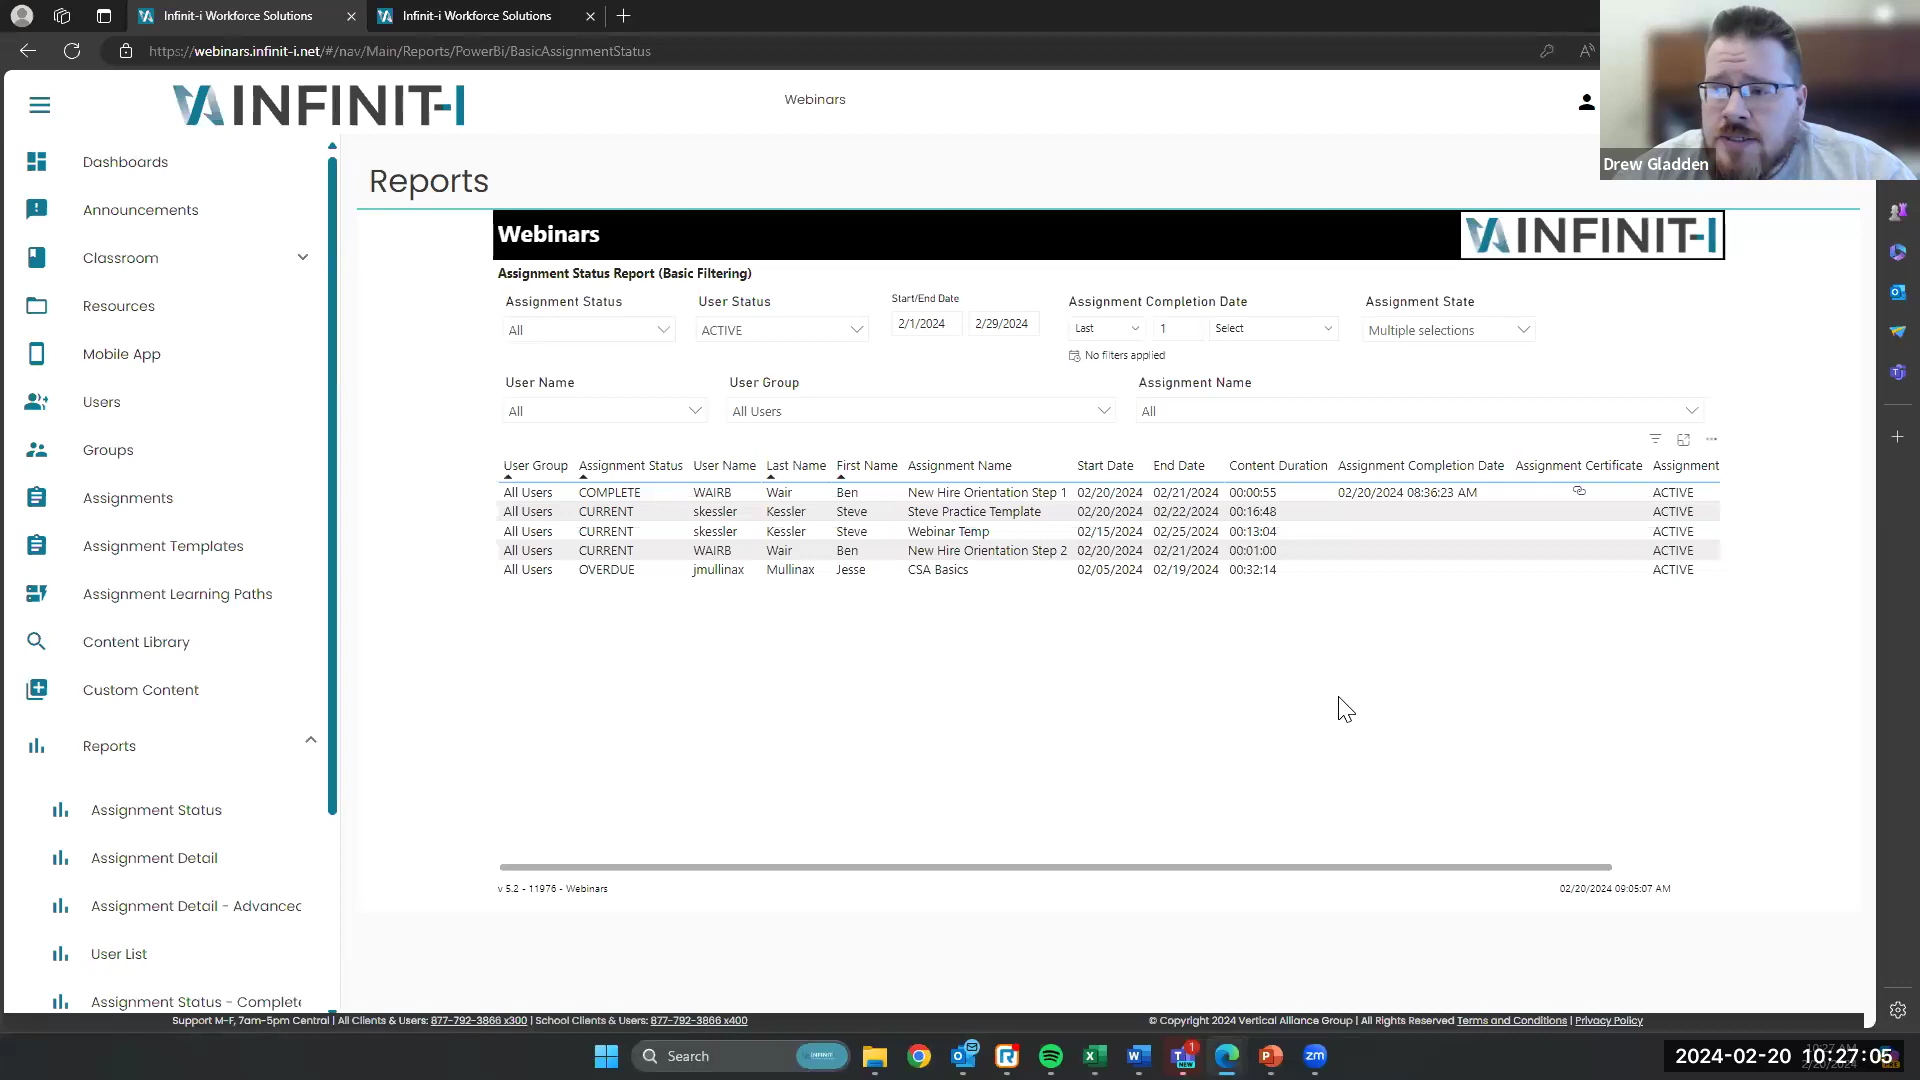 Infinit-i Workforce Solutions
Infinit-i Workforce Solutions
https://webinars.infinit-i.net/#/nav/Main/Reports/PowerBi/BasicAssignmentStatus
INFINIT-I
Webinars
Drew Gladden
Dashboards
Announcements
Classroom
Resources
Mobile App
Users
Groups
Assignments
Assignment Templates
Assignment Learning Paths
Content Library
Custom Content
Reports
Assignment Status
Assignment Detail
Assignment Detail - Advanced
User List
Assignment Status - Complete
Reports
Webinars
INFINIT-I
Assignment Status Report (Basic Filtering)
Assignment Status User Status Start/End Date Assignment Completion Date Assignment State
All ACTIVE 2/1/2024 2/29/2024 Last 1 Select Multiple selections
No filters applied
User Name User Group Assignment Name
All All Users All
User Group Assignment Status User Name Last Name First Name Assignment Name Start Date End Date Content Duration Assignment Completion Date Assignment Certificate Assignment
All Users COMPLETE WAIRB Wair Ben New Hire Orientation Step 1 02/20/2024 02/21/2024 00:00:55 02/20/2024 08:36:23 AM ACTIVE
All Users CURRENT skessler Kessler Steve Steve Practice Template 02/20/2024 02/22/2024 00:16:48 ACTIVE
All Users CURRENT skessler Kessler Steve Webinar Temp 02/15/2024 02/25/2024 00:13:04 ACTIVE
All Users CURRENT WAIRB Wair Ben New Hire Orientation Step 2 02/20/2024 02/21/2024 00:01:00 ACTIVE
All Users OVERDUE jmullinax Mullinax Jesse CSA Basics 02/05/2024 02/19/2024 00:32:14 ACTIVE
v 5.2 - 11976 - Webinars 02/20/2024 09:05:07 AM
Support M-F, 7am-5pm Central | All Clients & Users: 877-792-3866 x300 | School Clients & Users: 877-792-3866 x400
© Copyright 2024 Vertical Alliance Group | All Rights Reserved Terms and Conditions | Privacy Policy
Search
2024-02-20 10:27:05